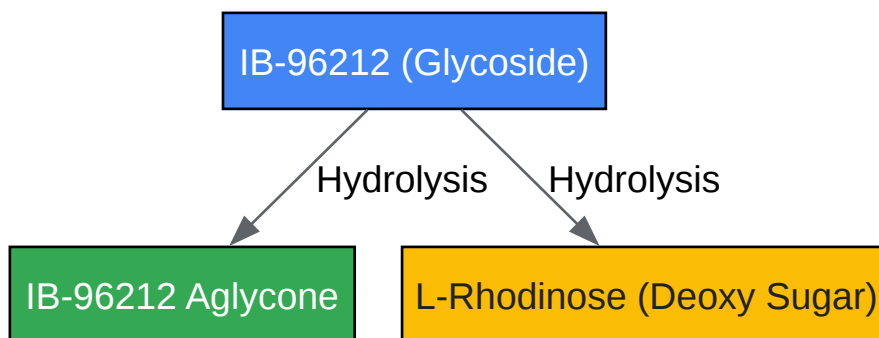 IB-96212 (Glycoside)
Hydrolysis
Hydrolysis
IB-96212 Aglycone
L-Rhodinose (Deoxy Sugar)